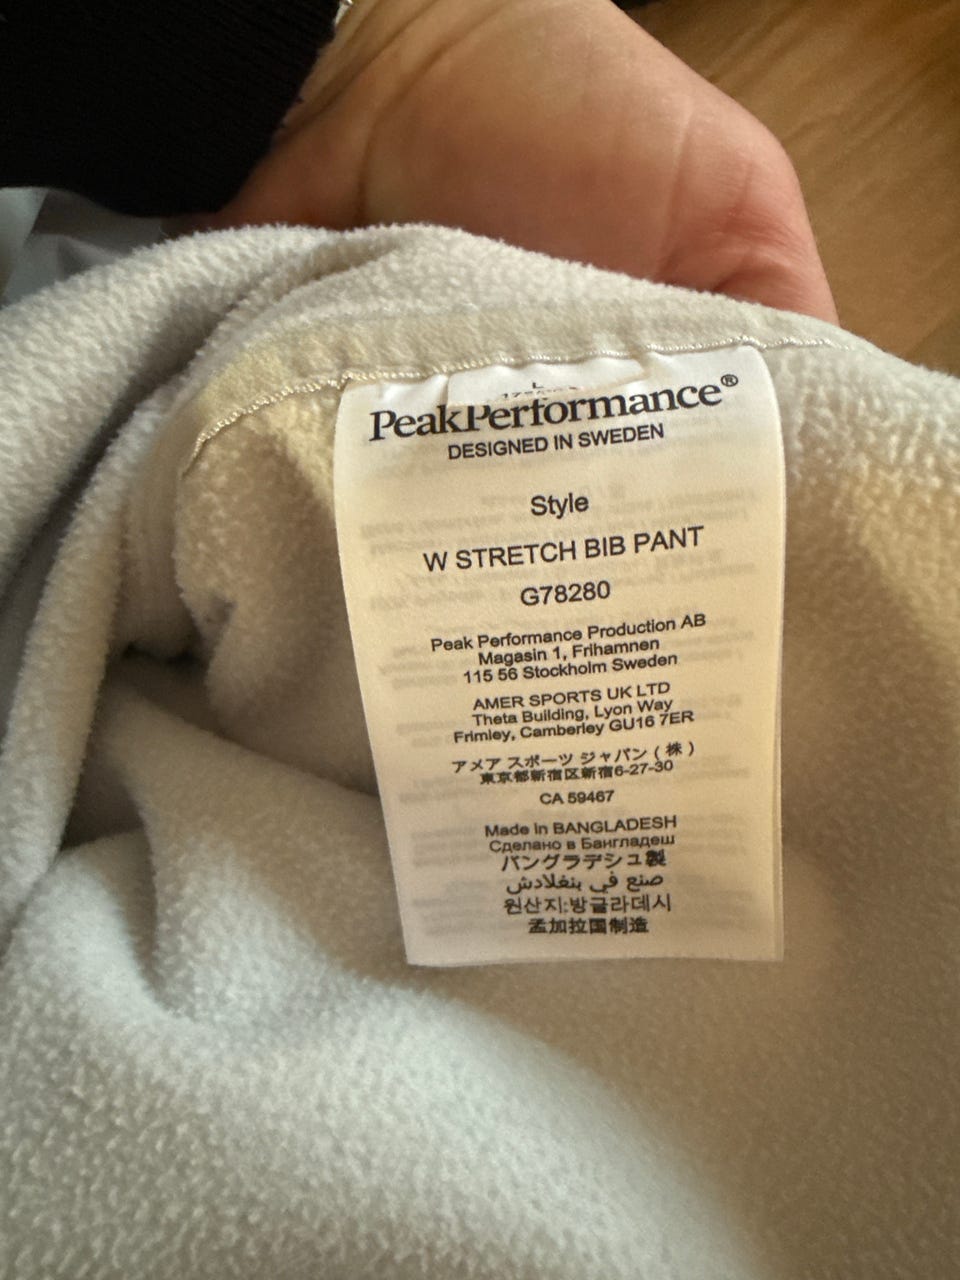 L
PeakPerformance®
DESIGNED IN SWEDEN
Style
W STRETCH BIB PANT
G78280
Peak Performance Production AB
Magasin 1, Frihamnen
115 56 Stockholm Sweden
AMER SPORTS UK LTD
Theta Building, Lyon Way
Frimley, Camberley GU16 7ER
アメア スポーツ ジャパン ( 株 )
東京都新宿区新宿6-27-30
CA 59467
Made in BANGLADESH
Сделано в Бангладеш
バングラデシュ製
صنع في بنغلادش
원산지:방글라데시
孟加拉国制造